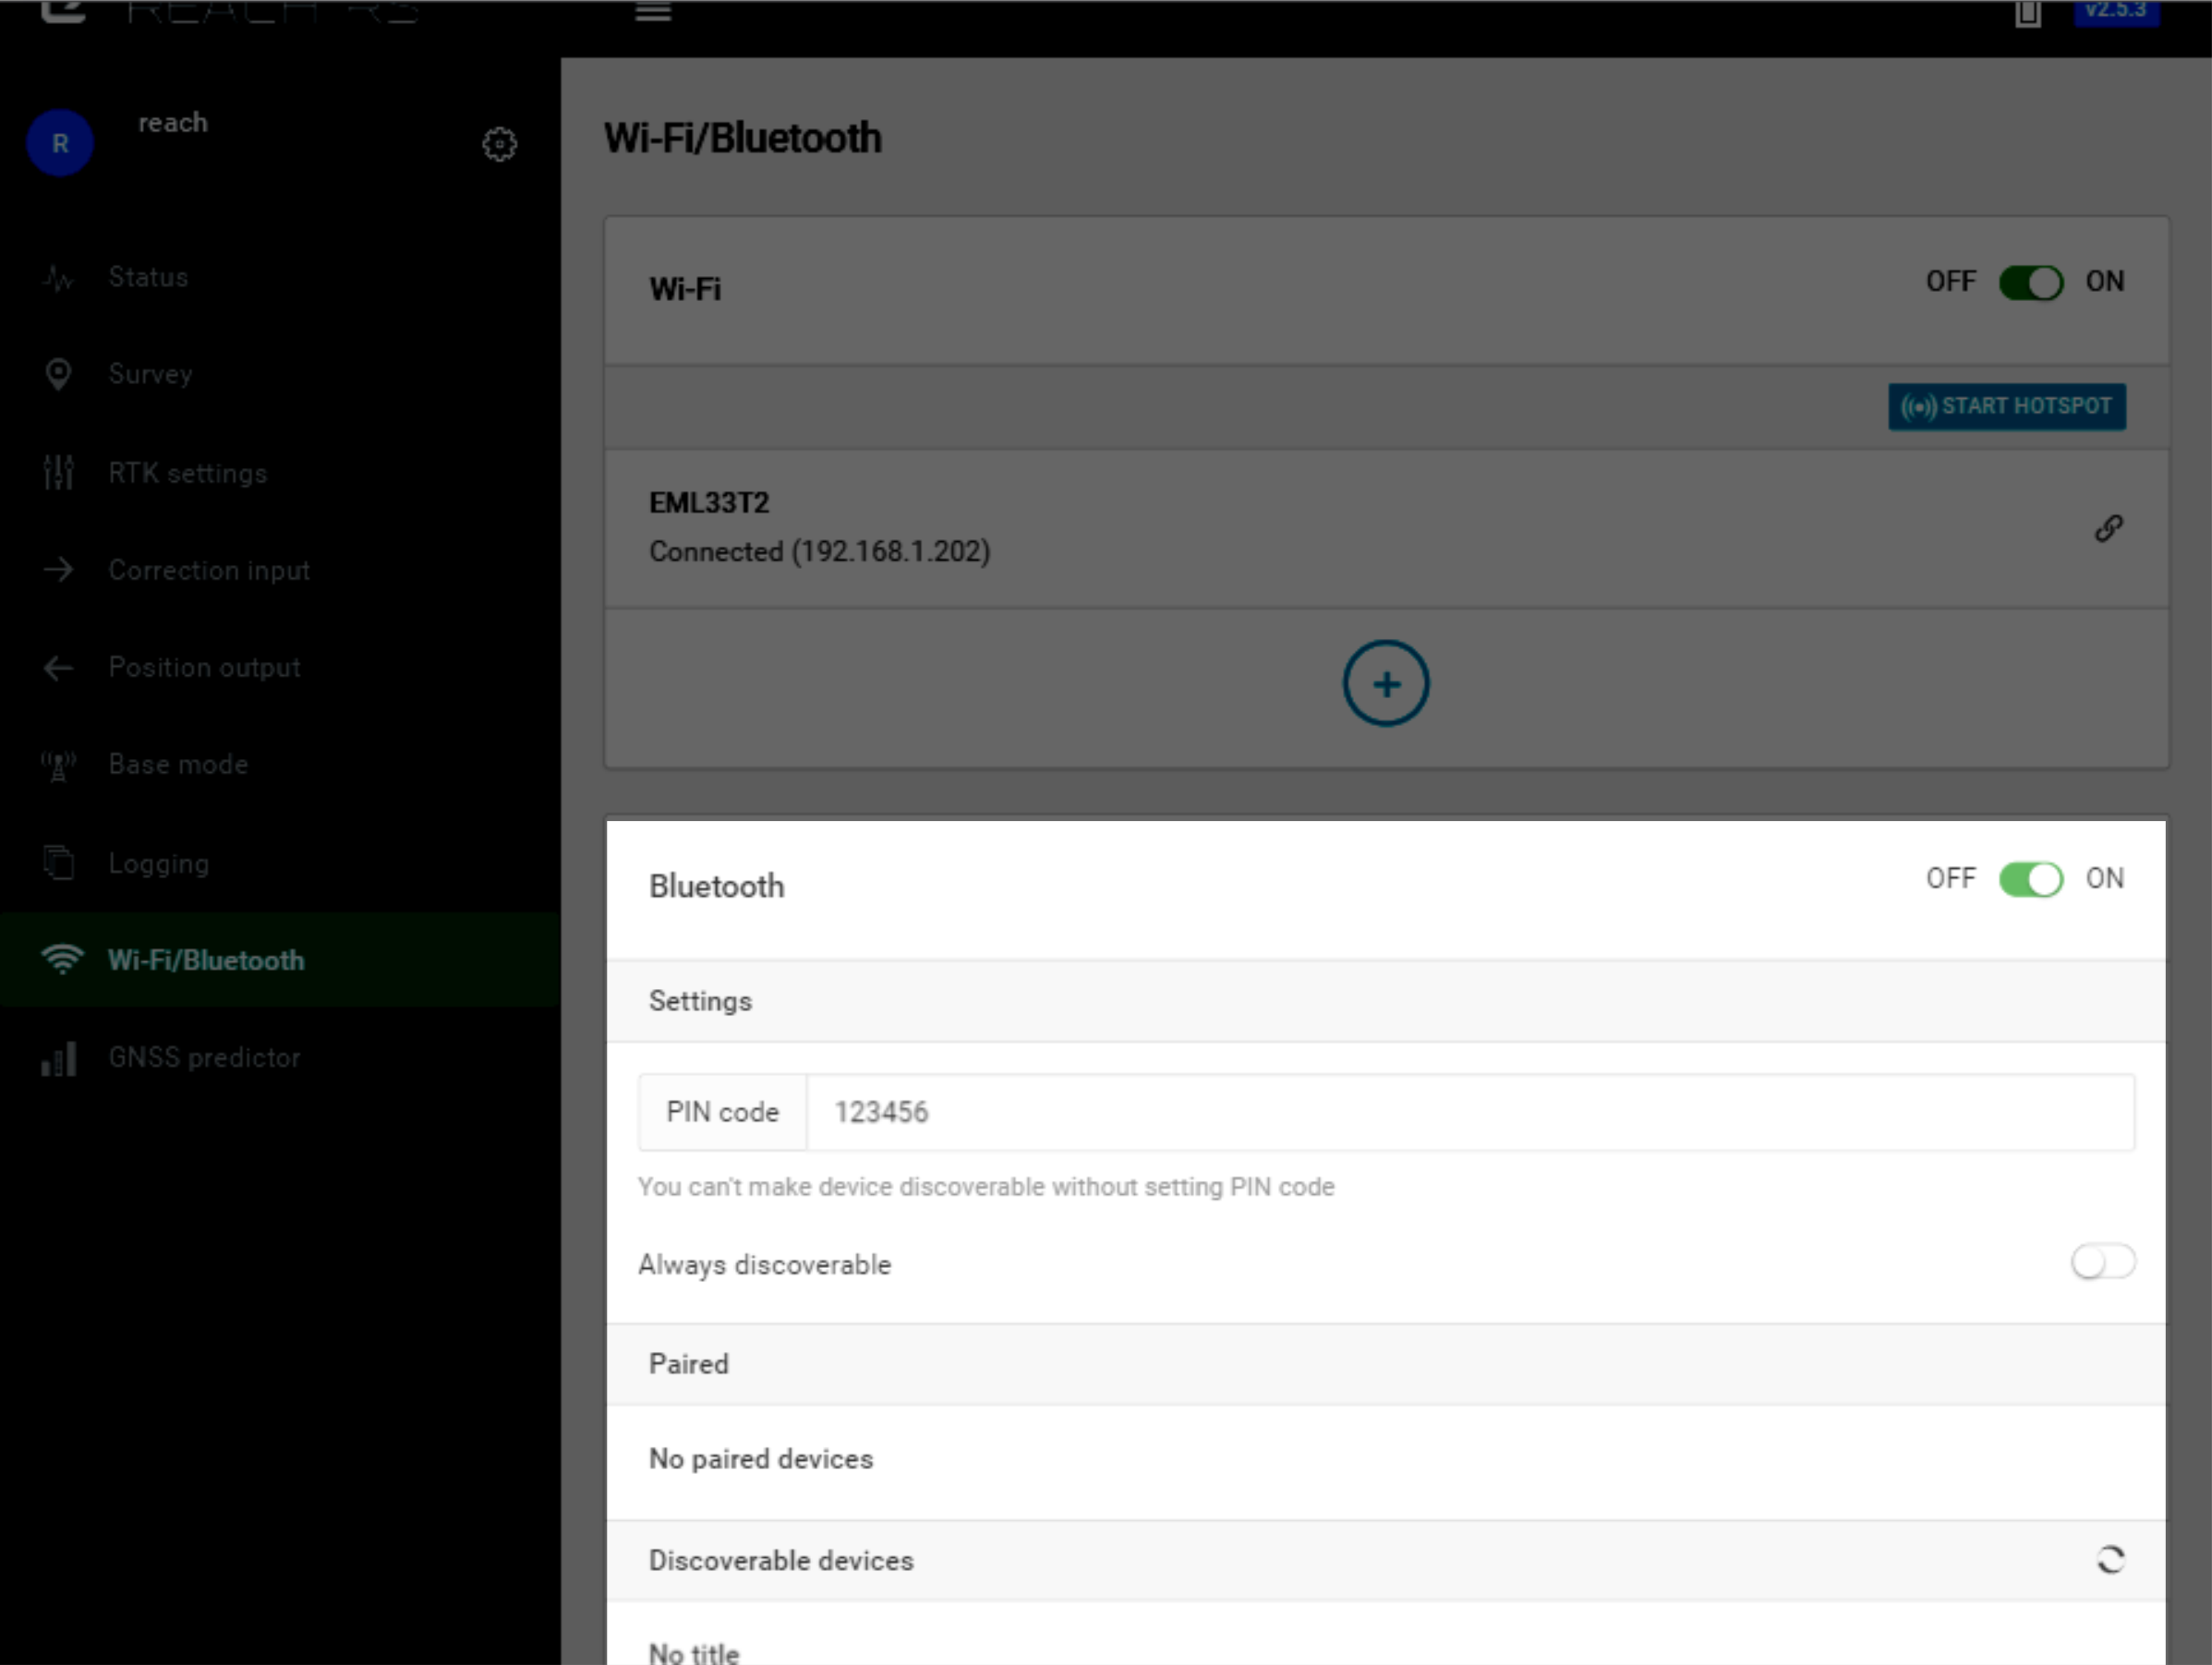 REACH RS
v2.5.3
R
reach
Status
Survey
RTK settings
Correction input
Position output
Base mode
Logging
Wi-Fi/Bluetooth
GNSS predictor
Wi-Fi/Bluetooth
Wi-Fi
OFF ON
START HOTSPOT
EML33T2
Connected (192.168.1.202)
+
Bluetooth
OFF ON
Settings
PIN code 123456
You can't make device discoverable without setting PIN code
Always discoverable
Paired
No paired devices
Discoverable devices
No title